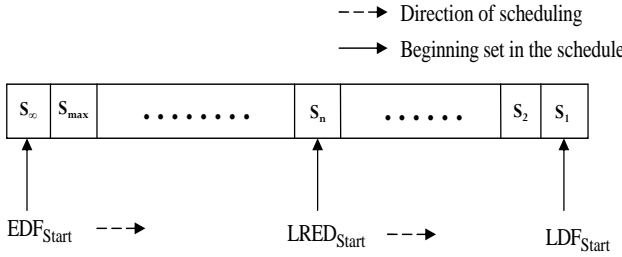 Direction of scheduling
Beginning set in the schedule
S∞ Smax ........ Sn ...... S2 S1
EDFStart LREDStart LDFStart